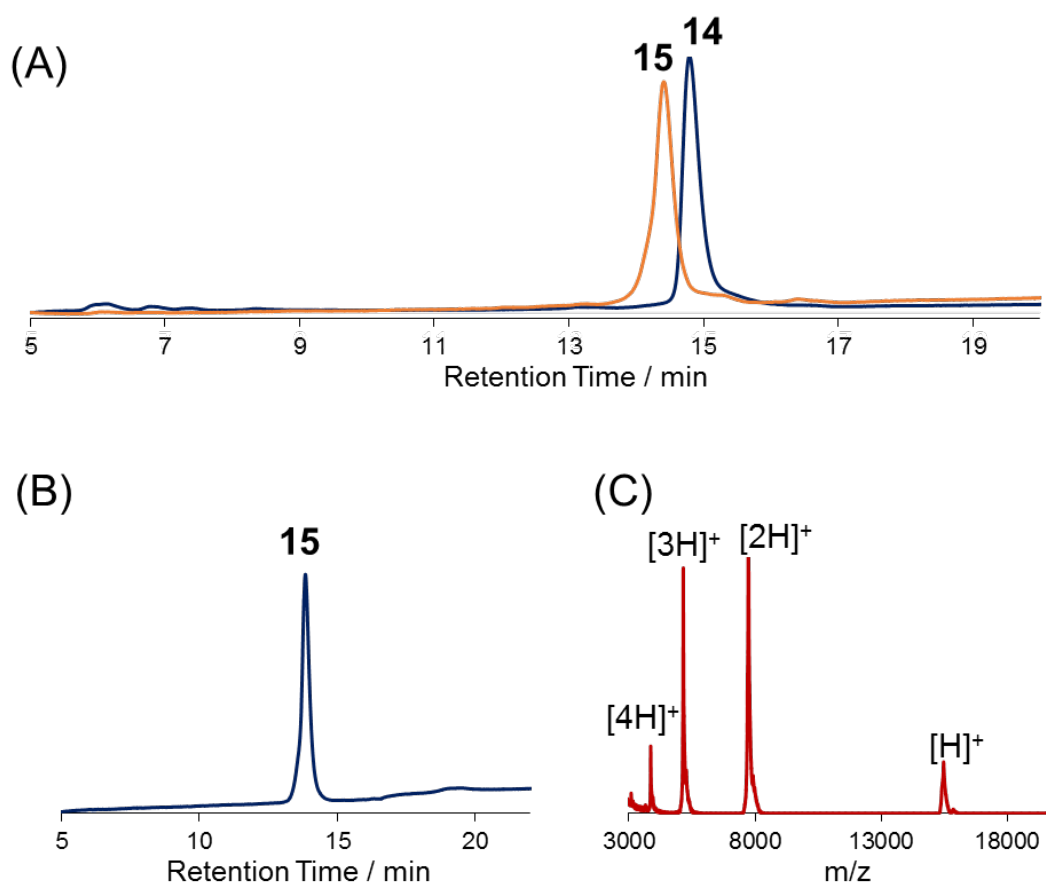 (A)
15 14
5 7 9 11 13 15 17 19
Retention Time / min
(B)
15
5 10 15 20
Retention Time / min
(C)
[4H]+ [3H]+ [2H]+ [H]+
3000 8000 13000 18000
m/z